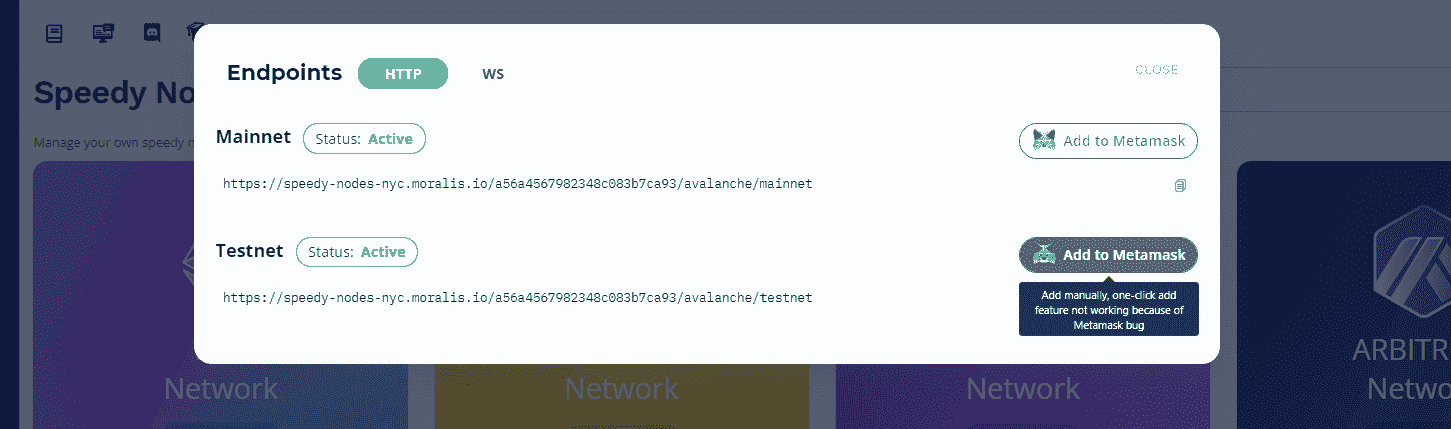 Endpoints HTTP WS CLOSE
Speedy No
Mainnet Status: Active Add to Metamask
Manage your own speedy n
https://speedy-nodes-nyc.moralis.io/a56a4567982348c083b7ca93/avalanche/mainnet
Testnet Status: Active Add to Metamask
https://speedy-nodes-nyc.moralis.io/a56a4567982348c083b7ca93/avalanche/testnet
Add manually, one-click add
feature not working because of
Metamask bug
ARBITR
Network Network Network Netwo